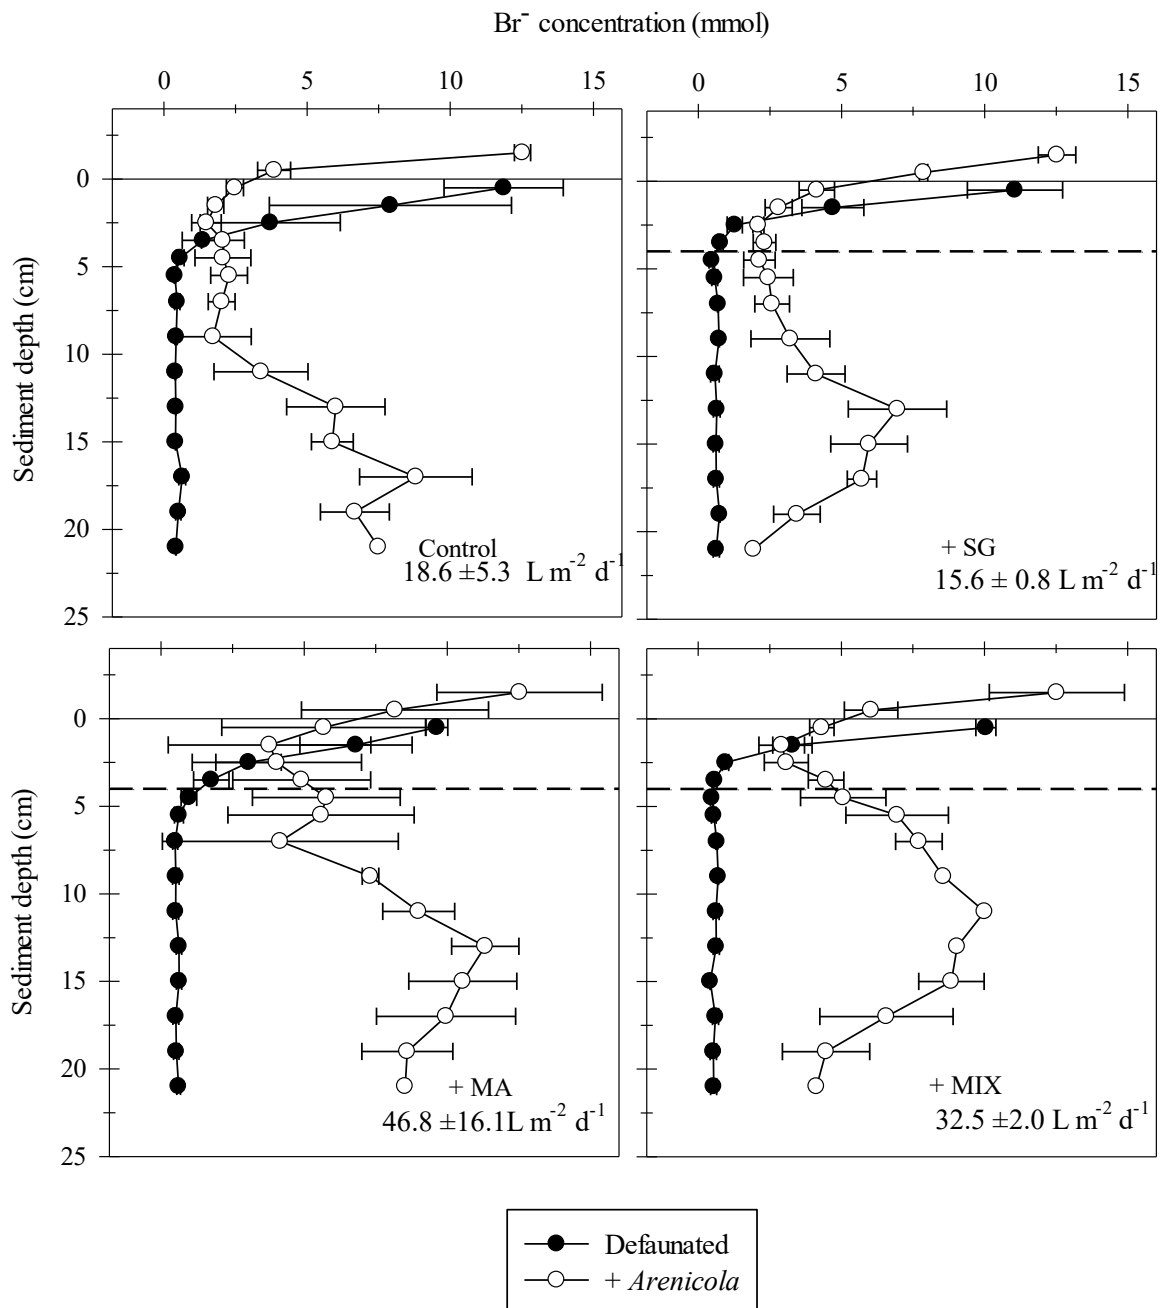 Br⁻ concentration (mmol)
0 5 10 15
0 5 10 15
Sediment depth (cm)
0
5
10
15
20
25
Control
18.6 ±5.3 L m⁻² d⁻¹
+ SG
15.6 ± 0.8 L m⁻² d⁻¹
Sediment depth (cm)
0
5
10
15
20
25
+ MA
46.8 ±16.1L m⁻² d⁻¹
+ MIX
32.5 ±2.0 L m⁻² d⁻¹
Defaunated
+ Arenicola